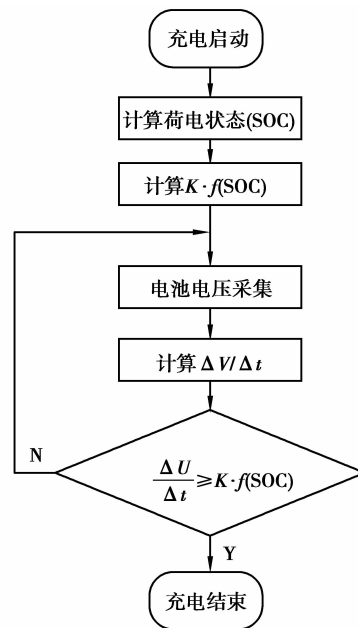 充电启动
计算荷电状态(SOC)
计算K·f(SOC)
电池电压采集
计算ΔV/Δt
N
ΔU/Δt≥K·f(SOC)
Y
充电结束